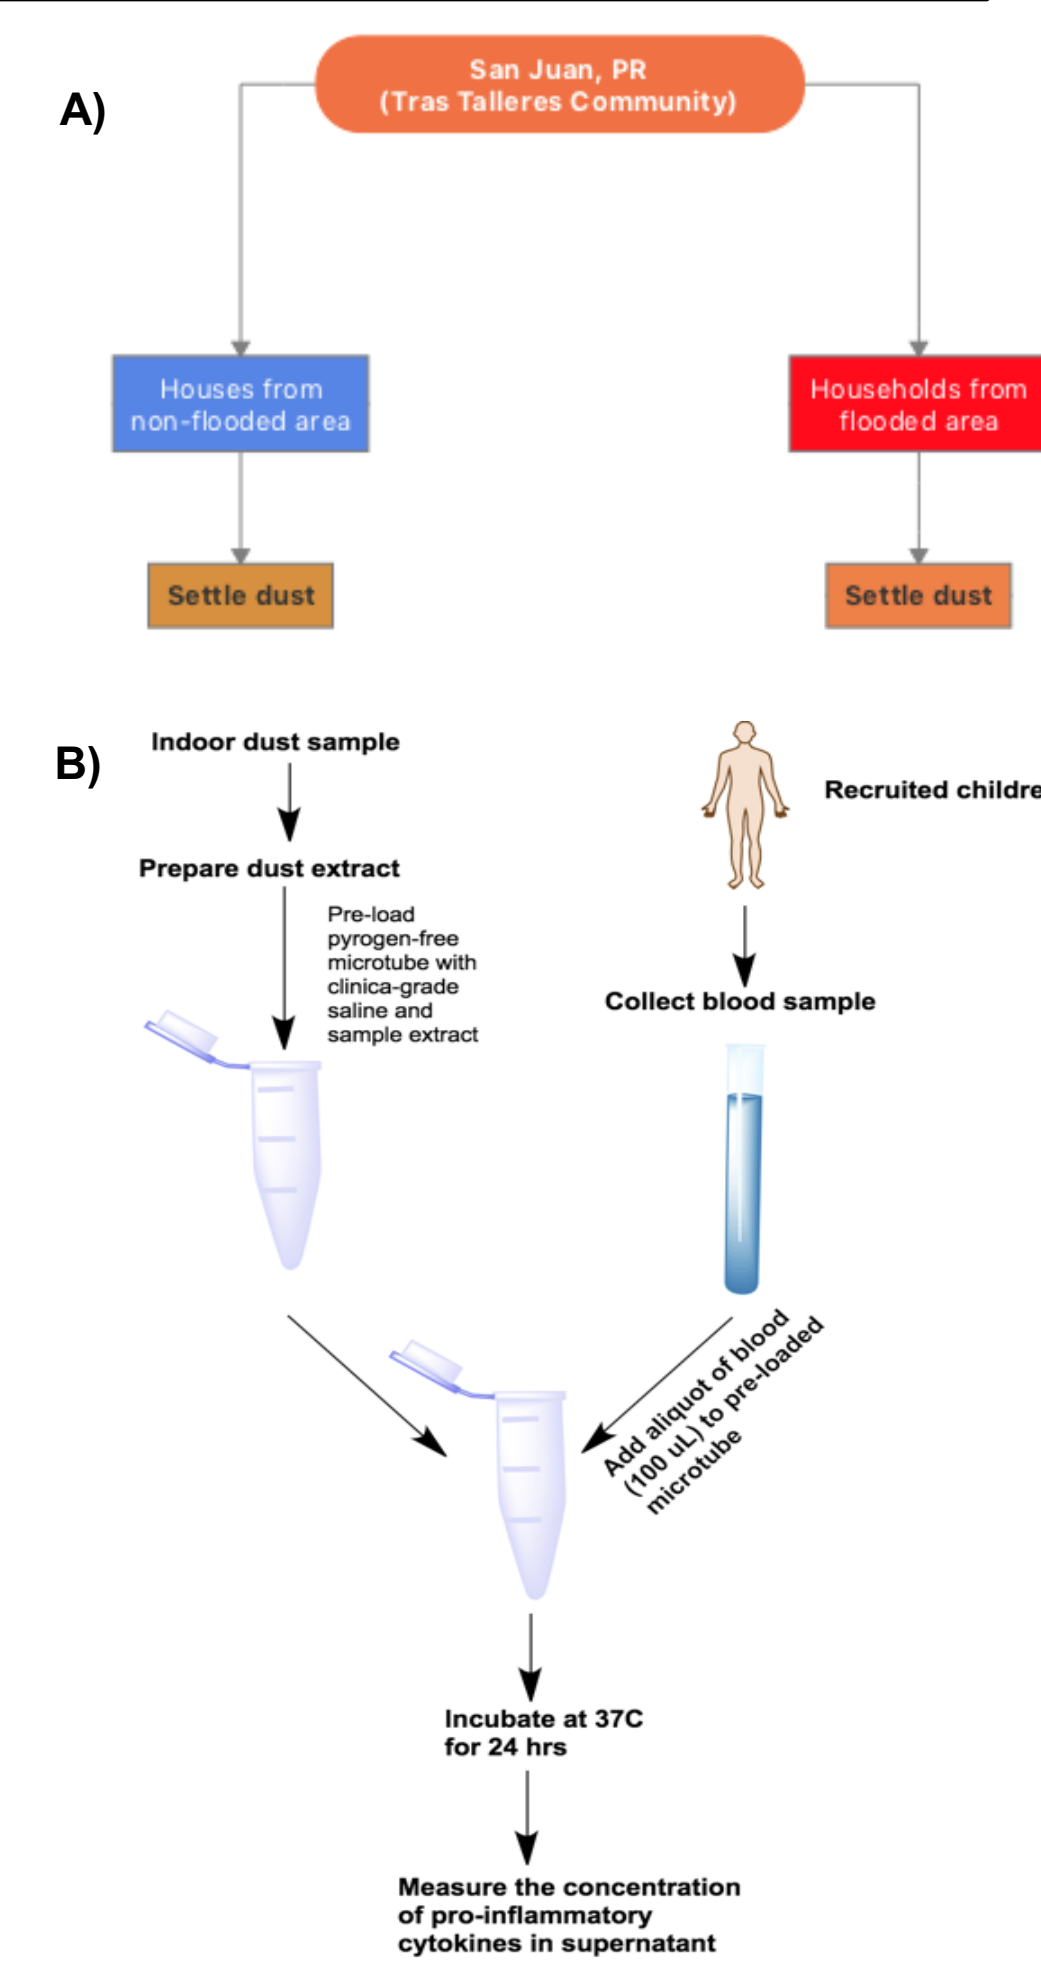 A)
San Juan, PR
(Tras Talleres Community)
Houses from
non-flooded area
Households from
flooded area
Settle dust
Settle dust
B)
Indoor dust sample
Prepare dust extract
Pre-load
pyrogen-free
microtube with
clinica-grade
saline and
sample extract
Recruited childre
Collect blood sample
Add aliquot of blood
(100 uL) to pre-loaded
microtube
Incubate at 37C
for 24 hrs
Measure the concentration
of pro-inflammatory
cytokines in supernatant